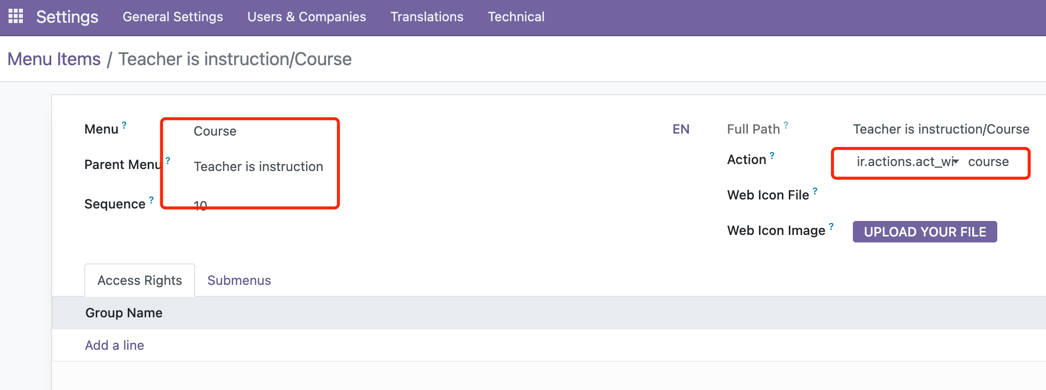 Settings General Settings Users & Companies Translations Technical
Menu Items / Teacher is instruction/Course
Menu ? Course EN Full Path ? Teacher is instruction/Course
Parent Menu ? Teacher is instruction Action ? ir.actions.act_wi course
Sequence ? 10 Web Icon File ?
Web Icon Image ? UPLOAD YOUR FILE
Access Rights Submenus
Group Name
Add a line